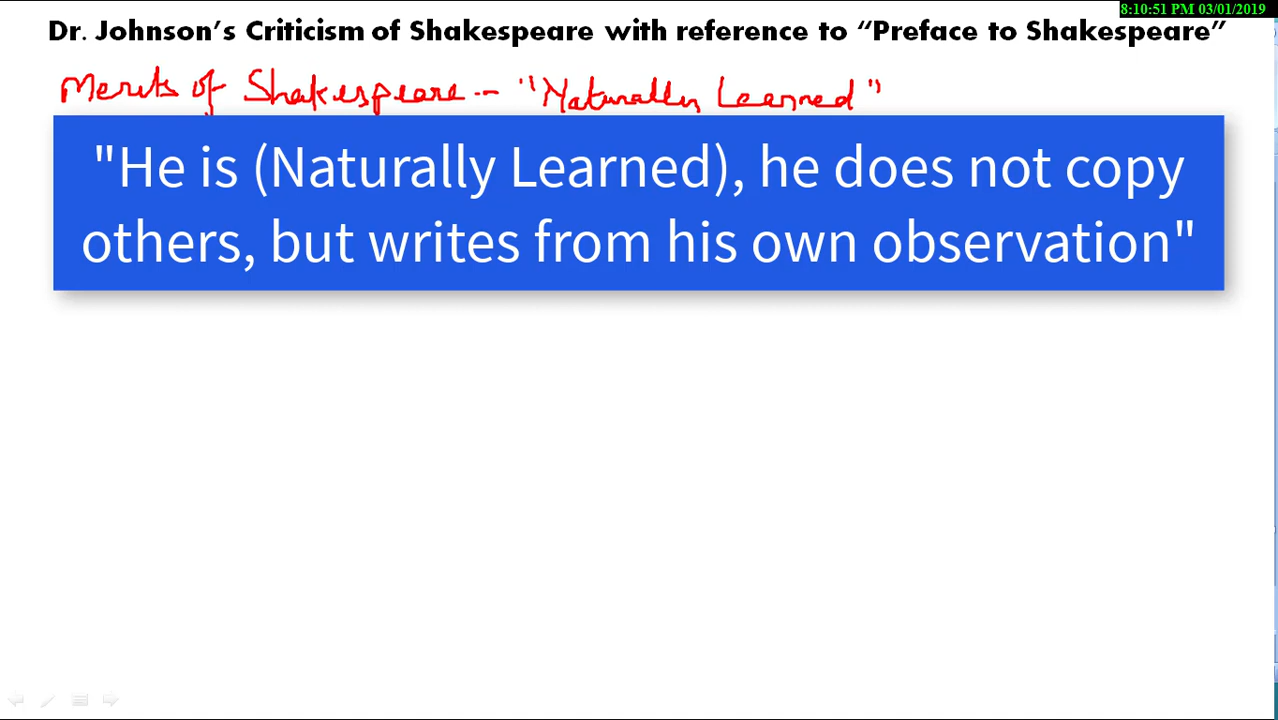 8:10:51 PM 03/01/2019
Dr. Johnson’s Criticism of Shakespeare with reference to “Preface to Shakespeare”
Merits of Shakespeare - "Naturally Learned"
"He is (Naturally Learned), he does not copy
others, but writes from his own observation"